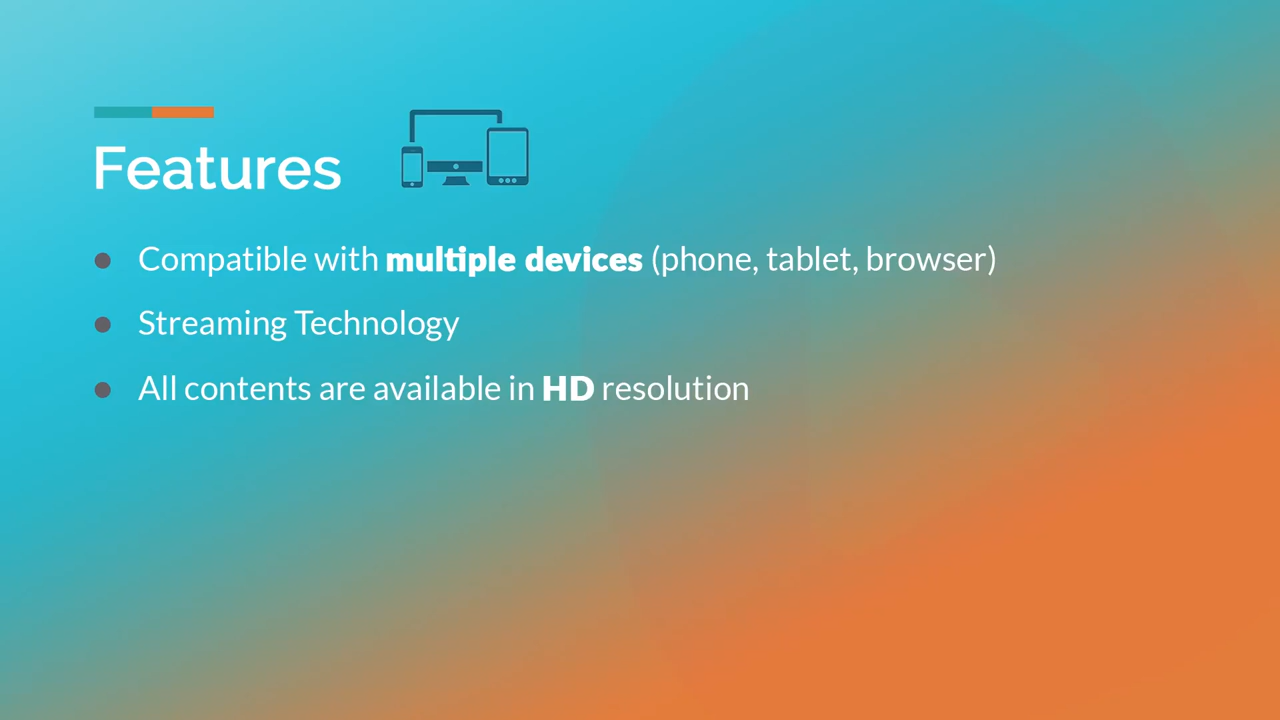 Features
Compatible with multiple devices (phone, tablet, browser)
Streaming Technology
All contents are available in HD resolution